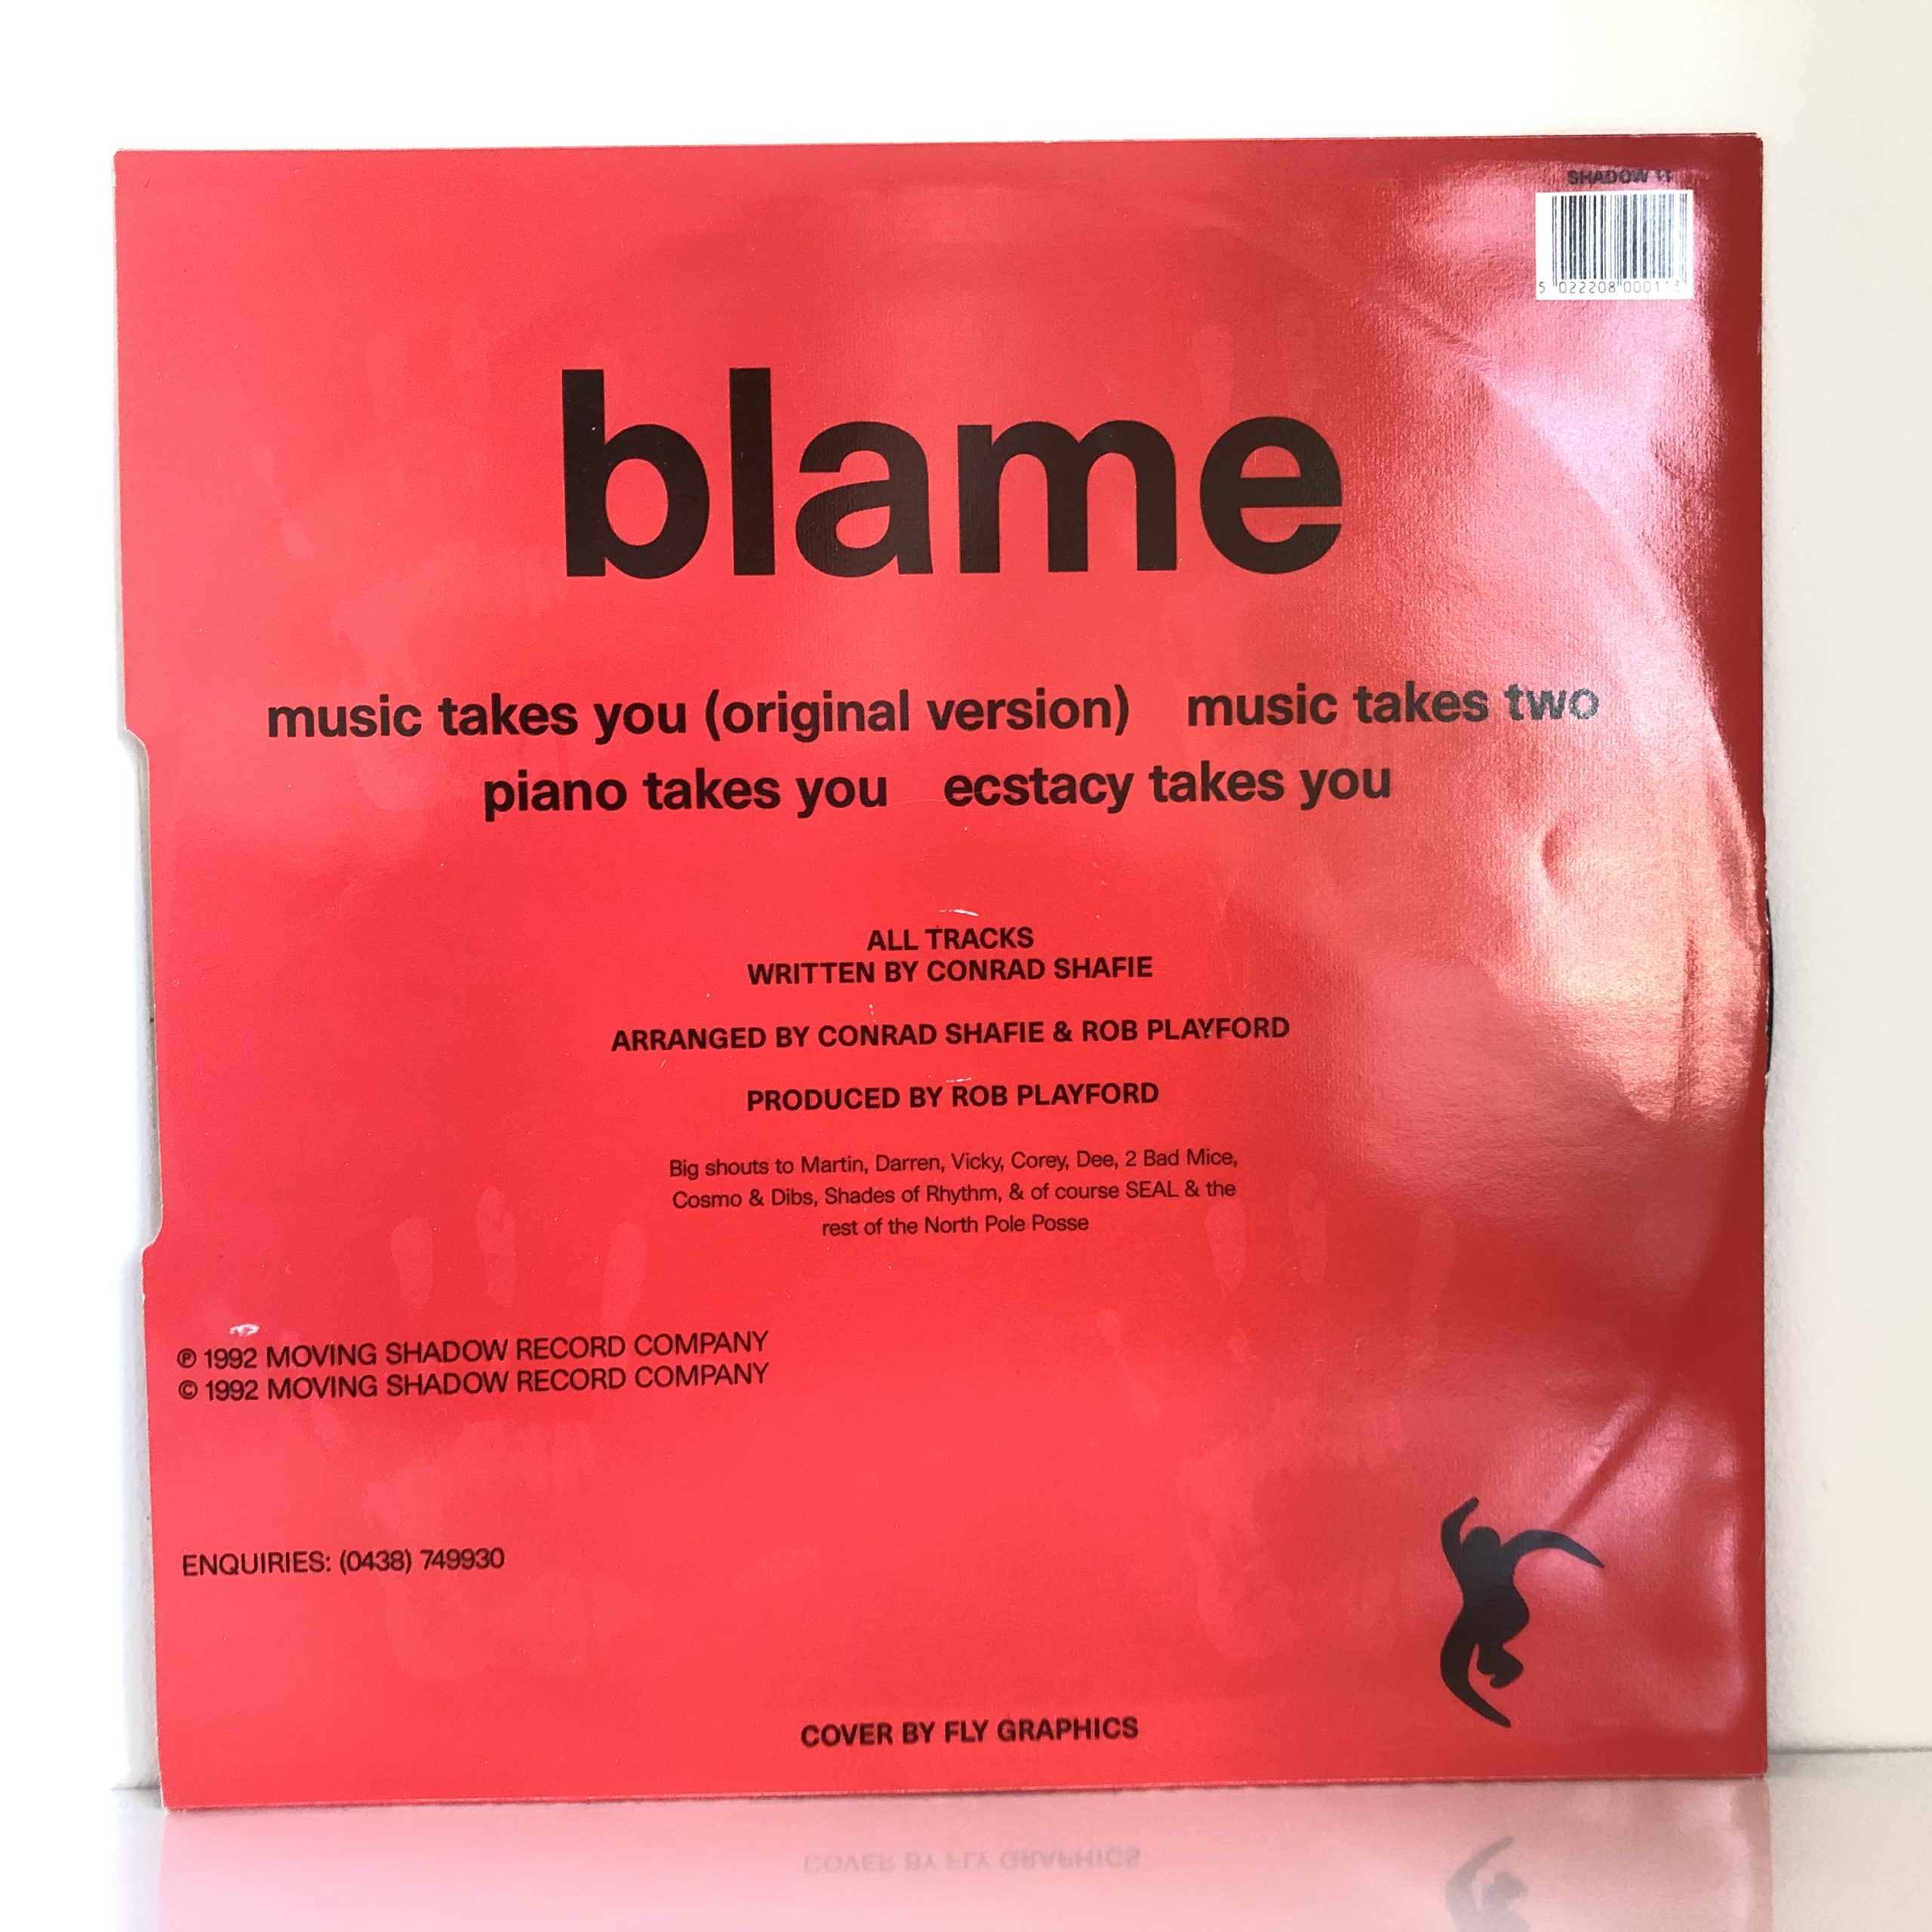 SHADOW 11
5 022208 000113
blame
music takes you (original version) music takes two
piano takes you ecstacy takes you
ALL TRACKS
WRITTEN BY CONRAD SHAFIE
ARRANGED BY CONRAD SHAFIE & ROB PLAYFORD
PRODUCED BY ROB PLAYFORD
Big shouts to Martin, Darren, Vicky, Corey, Dee, 2 Bad Mice,
Cosmo & Dibs, Shades of Rhythm, & of course SEAL & the
rest of the North Pole Posse
℗ 1992 MOVING SHADOW RECORD COMPANY
© 1992 MOVING SHADOW RECORD COMPANY
ENQUIRIES: (0438) 749930
COVER BY FLY GRAPHICS